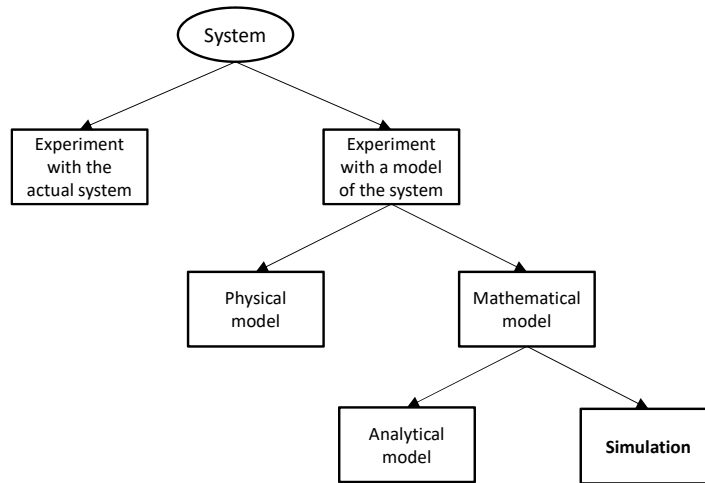 System
Experiment
with the
actual system
Experiment
with a model
of the system
Physical
model
Mathematical
model
Analytical
model
Simulation